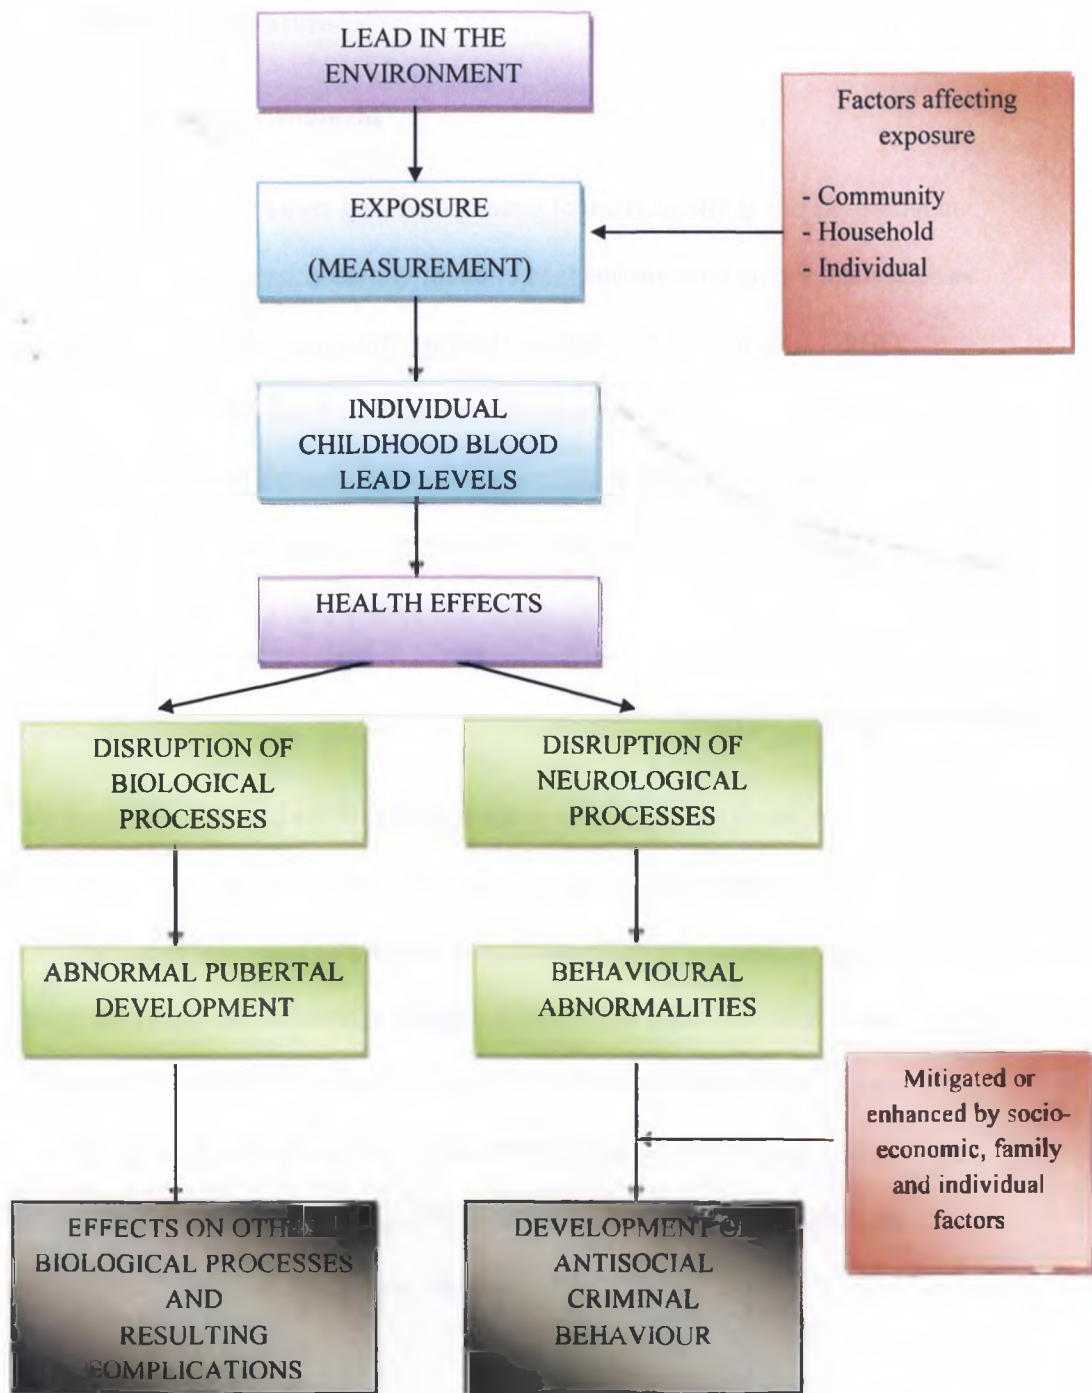 LEAD IN THE
ENVIRONMENT
Factors affecting
exposure
- Community
- Household
- Individual
EXPOSURE
(MEASUREMENT)
INDIVIDUAL
CHILDHOOD BLOOD
LEAD LEVELS
HEALTH EFFECTS
DISRUPTION OF
BIOLOGICAL
PROCESSES
DISRUPTION OF
NEUROLOGICAL
PROCESSES
ABNORMAL PUBERTAL
DEVELOPMENT
BEHAVIOURAL
ABNORMALITIES
Mitigated or
enhanced by socio-
economic, family
and individual
factors
EFFECTS ON
BIOLOGICAL PROCESSES
AND
RESULTING
COMPLICATIONS
DEVELOPMENT
ANTISOCIAL
CRIMINAL
BEHAVIOUR